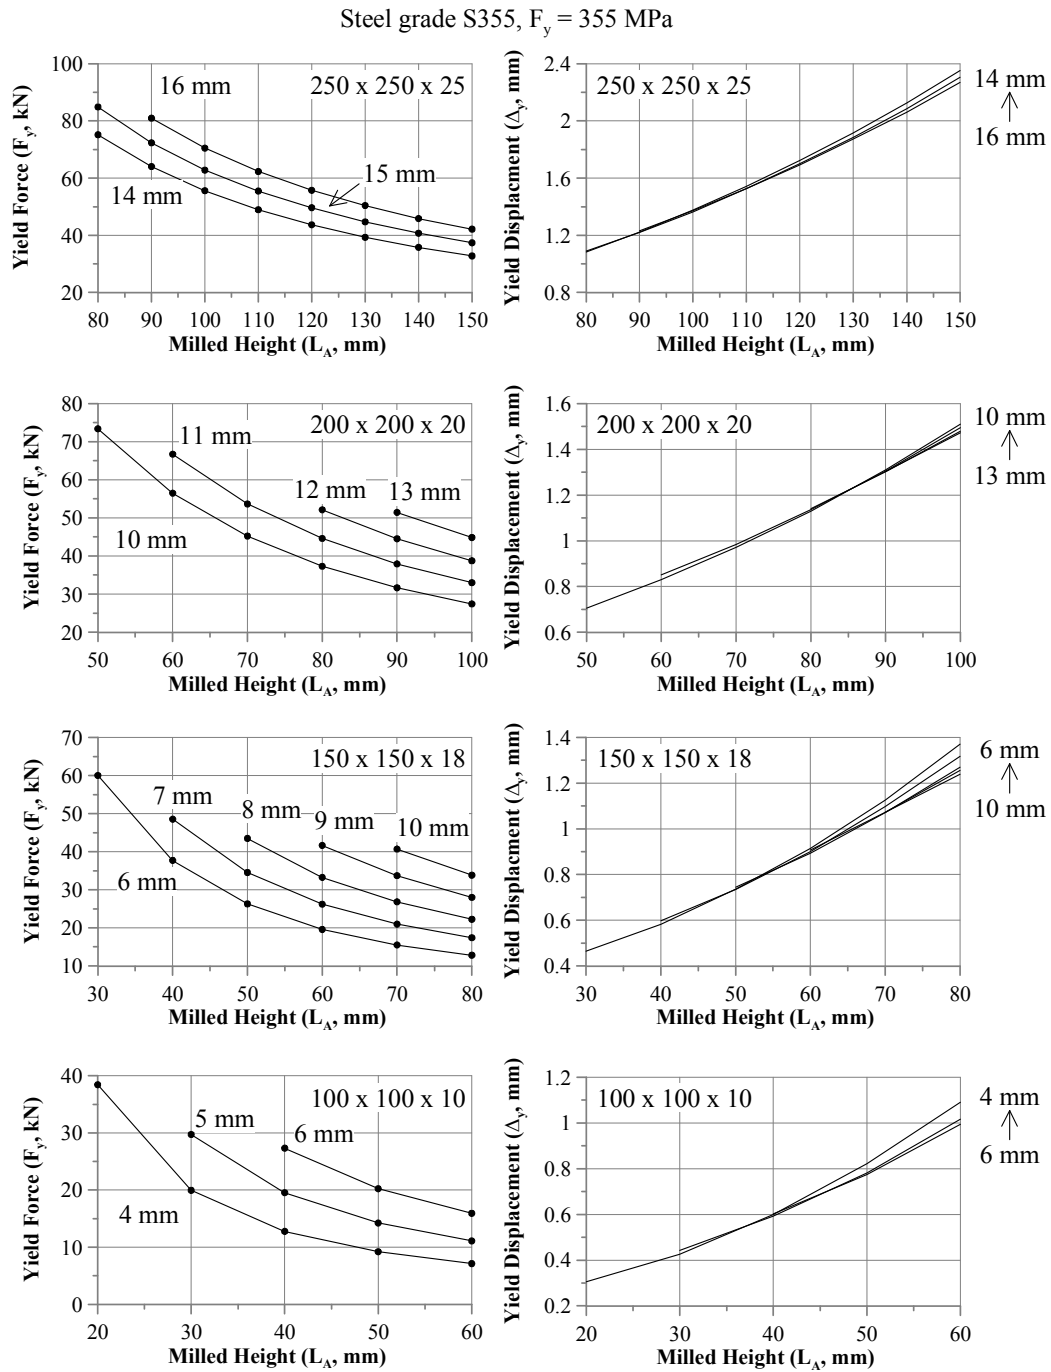 Steel grade S355, Fy = 355 MPa
Yield Force (Fy, kN)
100
80
60
40
20
16 mm
250 x 250 x 25
15 mm
14 mm
80 90 100 110 120 130 140 150
Milled Height (LA, mm)
Yield Displacment (Δy, mm)
2.4
2
1.6
1.2
0.8
250 x 250 x 25
14 mm
16 mm
80 90 100 110 120 130 140 150
Milled Height (LA, mm)
Yield Force (Fy, kN)
80
70
60
50
40
30
20
200 x 200 x 20
11 mm
12 mm
13 mm
10 mm
50 60 70 80 90 100
Milled Height (LA, mm)
Yield Displacment (Δy, mm)
1.6
1.4
1.2
1
0.8
0.6
200 x 200 x 20
10 mm
13 mm
50 60 70 80 90 100
Milled Height (LA, mm)
Yield Force (Fy, kN)
70
60
50
40
30
20
10
150 x 150 x 18
7 mm
8 mm
9 mm
10 mm
6 mm
30 40 50 60 70 80
Milled Height (LA, mm)
Yield Displacment (Δy, mm)
1.4
1.2
1
0.8
0.6
0.4
150 x 150 x 18
6 mm
10 mm
30 40 50 60 70 80
Milled Height (LA, mm)
Yield Force (Fy, kN)
40
30
20
10
0
100 x 100 x 10
5 mm
6 mm
4 mm
20 30 40 50 60
Milled Height (LA, mm)
Yield Displacment (Δy, mm)
1.2
1
0.8
0.6
0.4
0.2
100 x 100 x 10
4 mm
6 mm
20 30 40 50 60
Milled Height (LA, mm)